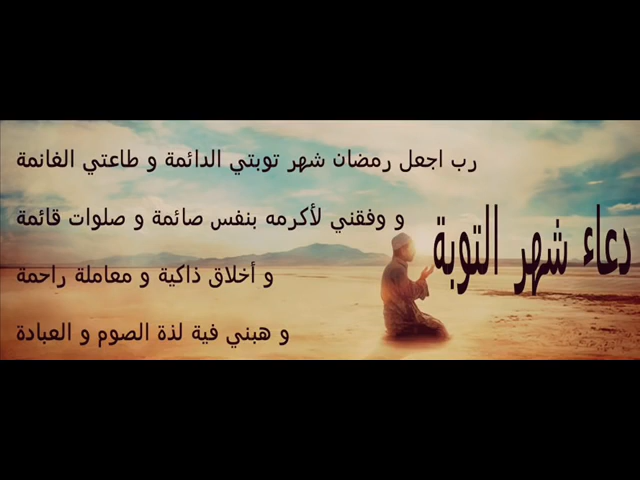 دعاء شهر التوبة
رب اجعل رمضان شهر توبتي الدائمة و طاعتي الغانمة
و وفقني لأكرمه بنفس صائمة و صلوات قائمة
و أخلاق ذاكية و معاملة راحمة
و هبني فية لذة الصوم و العبادة